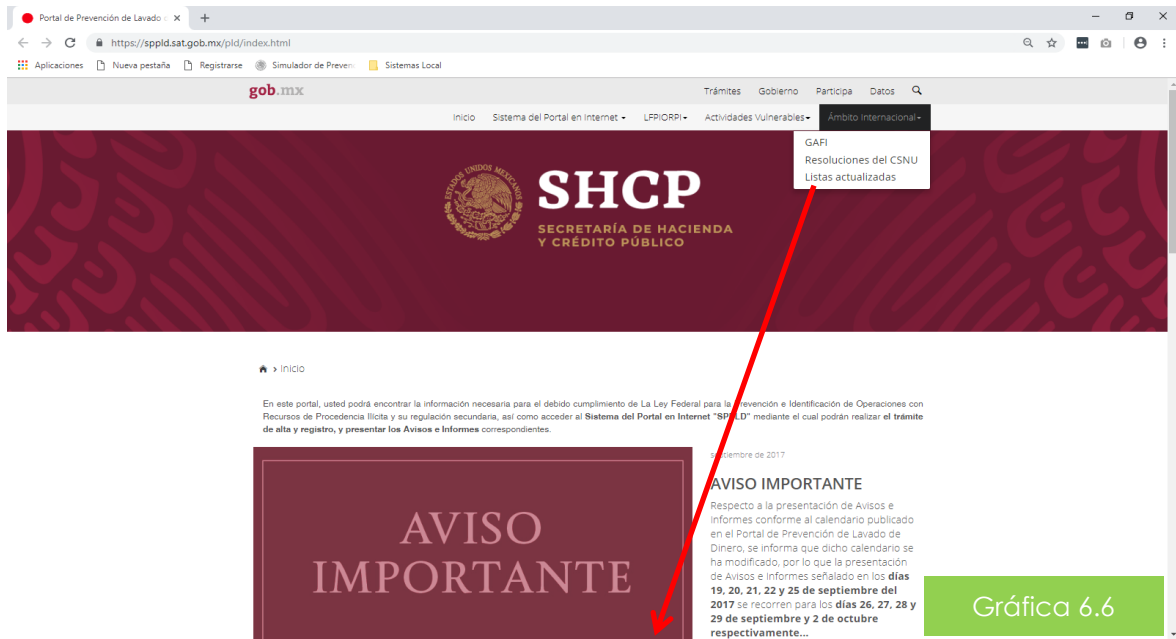 Portal de Prevención de Lavado d
https://sppld.sat.gob.mx/pld/index.html
Aplicaciones Nueva pestaña Registrarse Simulador de Preven Sistemas Local
gob.mx Trámites Gobierno Participa Datos
Inicio Sistema del Portal en Internet LFPIORPI Actividades Vulnerables Ámbito Internacional
GAFI
Resoluciones del CSNU
Listas actualizadas
ESTADOS UNIDOS MEXICANOS
SHCP
SECRETARÍA DE HACIENDA
Y CRÉDITO PÚBLICO
> Inicio
En este portal, usted podrá encontrar la información necesaria para el debido cumplimiento de La Ley Federal para la Prevención e Identificación de Operaciones con
Recursos de Procedencia Ilícita y su regulación secundaria, así como acceder al Sistema del Portal en Internet "SPPLD" mediante el cual podrán realizar el trámite
de alta y registro, y presentar los Avisos e Informes correspondientes.
AVISO
IMPORTANTE
septiembre de 2017
AVISO IMPORTANTE
Respecto a la presentación de Avisos e
Informes conforme al calendario publicado
en el Portal de Prevención de Lavado de
Dinero, se informa que dicho calendario se
ha modificado, por lo que la presentación
de Avisos e Informes señalado en los días
19, 20, 21, 22 y 25 de septiembre del
2017 se recorren para los días 26, 27, 28 y
29 de septiembre y 2 de octubre
respectivamente...
Gráfica 6.6